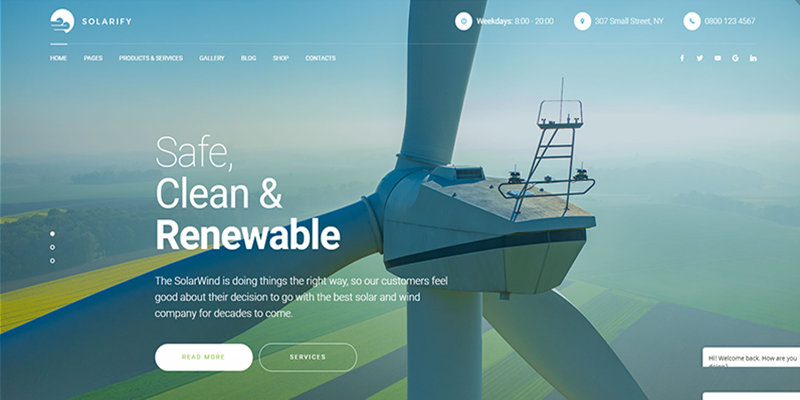 SOLARIFY
Weekdays: 8:00 - 20:00
307 Small Street, NY
0800 123 4567
HOME
PAGES
PRODUCTS & SERVICES
GALLERY
BLOG
SHOP
CONTACTS
Safe,
Clean &
Renewable
The SolarWind is doing things the right way, so our customers feel
good about their decision to go with the best solar and wind
company for decades to come.
READ MORE
SERVICES
Hi!! Welcome back. How are you